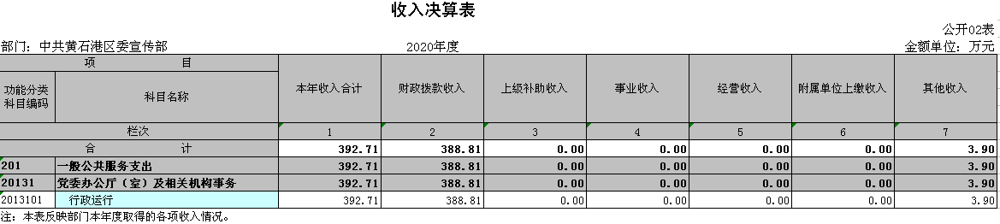 收入决算表
公开02表
部门：中共黄石港区委宣传部 2020年度 金额单位：万元
项 目 本年收入合计 财政拨款收入 上级补助收入 事业收入 经营收入 附属单位上缴收入 其他收入
功能分类科目编码 科目名称
栏次 1 2 3 4 5 6 7
合 计 392.71 388.81 0.00 0.00 0.00 0.00 3.90
201 一般公共服务支出 392.71 388.81 0.00 0.00 0.00 0.00 3.90
20131 党委办公厅（室）及相关机构事务 392.71 388.81 0.00 0.00 0.00 0.00 3.90
2013101 行政运行 392.71 388.81 0.00 0.00 0.00 0.00 3.90
注：本表反映部门本年度取得的各项收入情况。